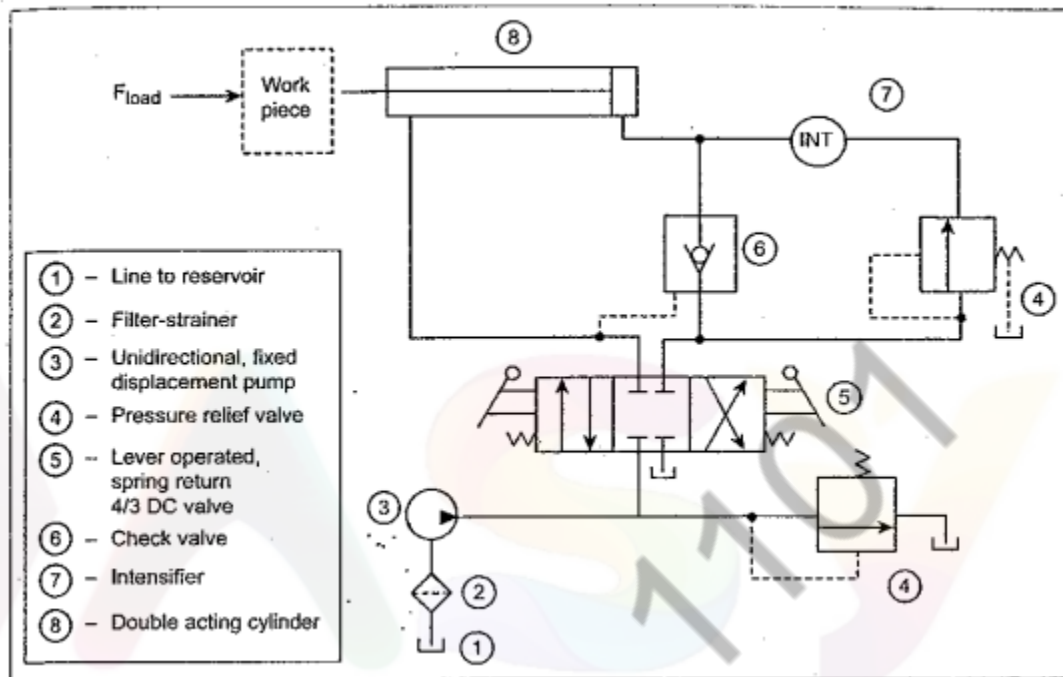 8
F_load
Work
piece
7
INT
6
4
1 – Line to reservoir
2 – Filter-strainer
3 – Unidirectional, fixed
displacement pump
4 – Pressure relief valve
5 – Lever operated,
spring return
4/3 DC valve
6 – Check valve
7 – Intensifier
8 – Double acting cylinder
5
3
2
1
4
1101